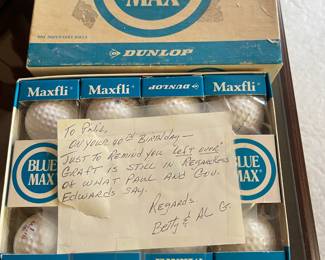 MAX
DUNLOP
Maxfli
Maxfli
DUNLOP
Maxfli
TO Phil,
ON YOUR 40TH BIRTHDAY—
JUST TO REMIND YOU "LEFT OVER"
GRAFT IS STILL IN REGARDLESS
OF WHAT PAUL AND "GOV.
EDWARDS SAY.
Regards
Betty & AL G.
BLUE
MAX
BLUE
MAX